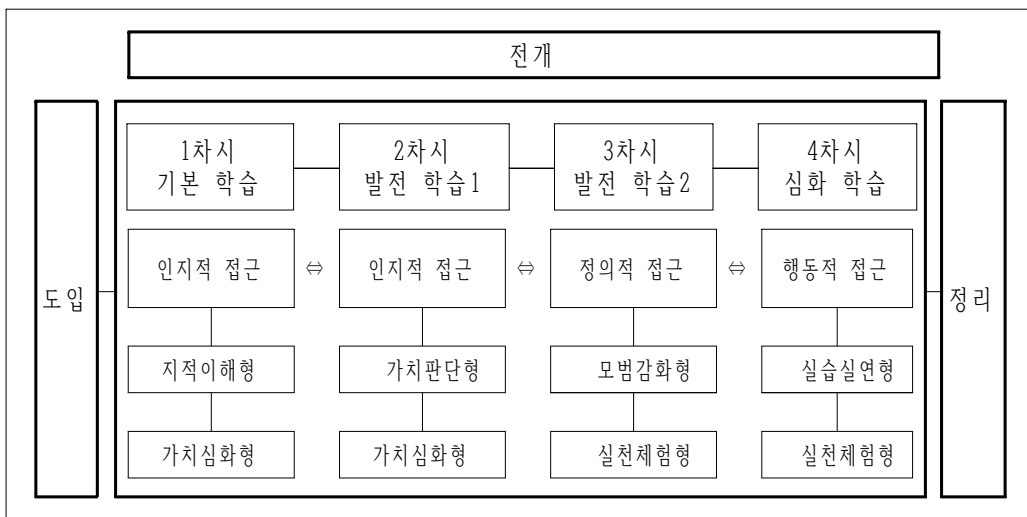 전개
도입
1차시
기본 학습
2차시
발전 학습1
3차시
발전 학습2
4차시
심화 학습
인지적 접근 ⇔ 인지적 접근 ⇔ 정의적 접근 ⇔ 행동적 접근
지적이해형 가치판단형 모범감화형 실습실연형
가치심화형 가치심화형 실천체험형 실천체험형
정리